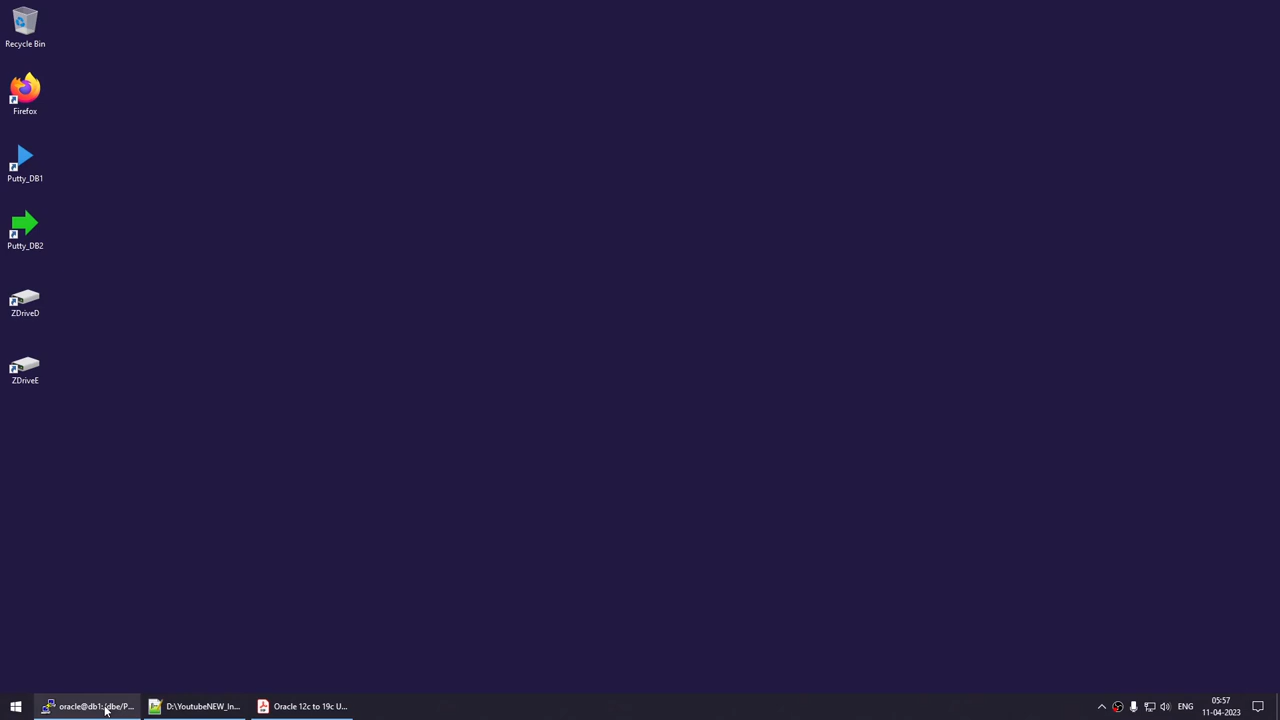 Recycle Bin
Firefox
Putty_DB1
Putty_DB2
ZDriveD
ZDriveE
oracle@db1:/dbe/P...
D:\YoutubeNEW_In...
Oracle 12c to 19c U...
ENG
05:57
11-04-2023